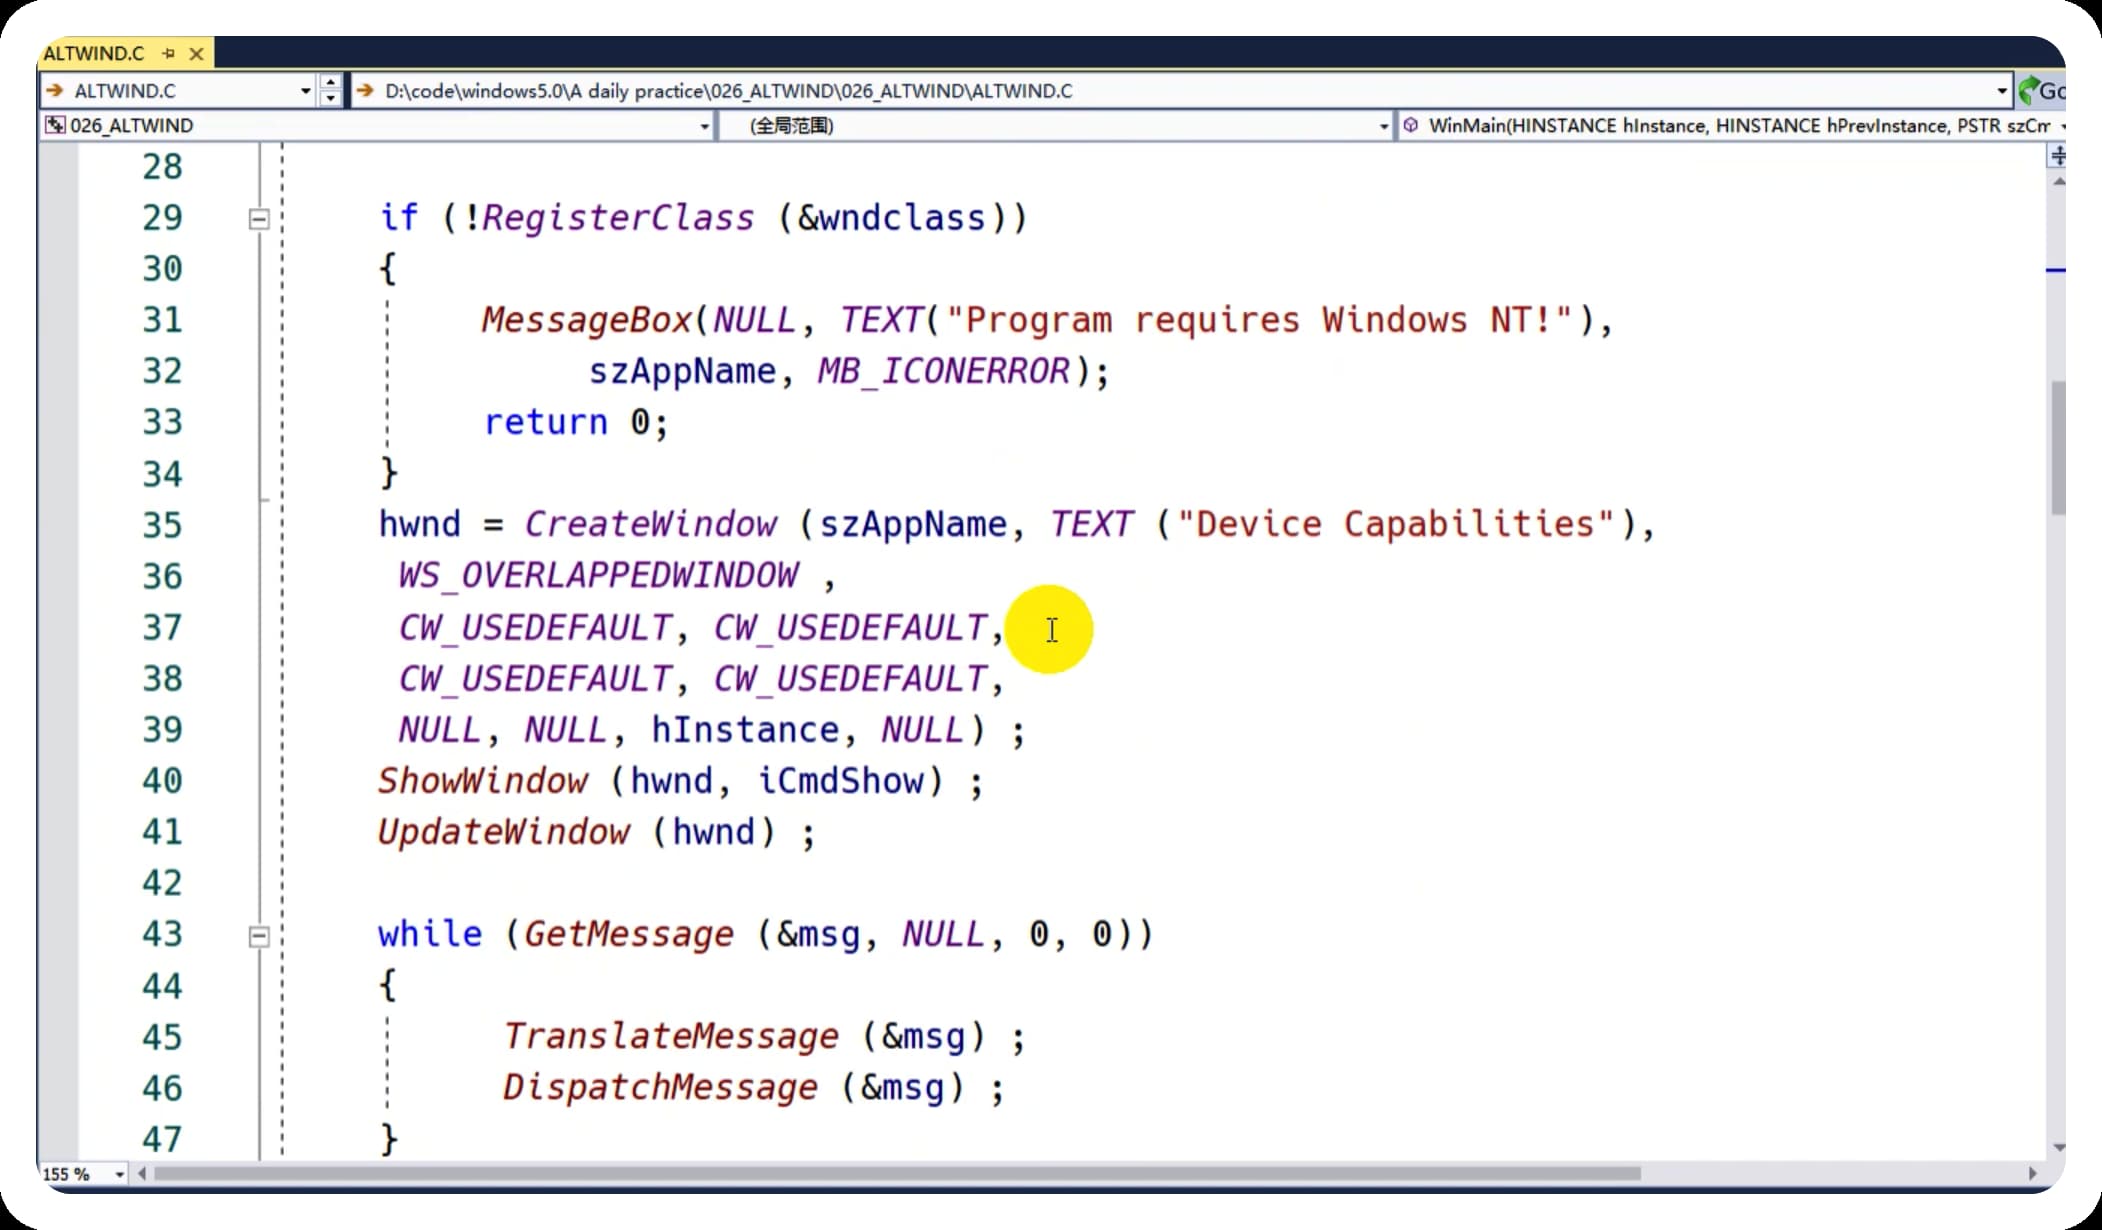 ALTWIND.C
ALTWIND.C D:\code\windows5.0\A daily practice\026_ALTWIND\026_ALTWIND\ALTWIND.C Go
026_ALTWIND (全局范围) WinMain(HINSTANCE hInstance, HINSTANCE hPrevInstance, PSTR szCm
28
29 if (!RegisterClass (&wndclass))
30 {
31 MessageBox(NULL, TEXT("Program requires Windows NT!"),
32 szAppName, MB_ICONERROR);
33 return 0;
34 }
35 hwnd = CreateWindow (szAppName, TEXT ("Device Capabilities"),
36 WS_OVERLAPPEDWINDOW ,
37 CW_USEDEFAULT, CW_USEDEFAULT,
38 CW_USEDEFAULT, CW_USEDEFAULT,
39 NULL, NULL, hInstance, NULL) ;
40 ShowWindow (hwnd, iCmdShow) ;
41 UpdateWindow (hwnd) ;
42
43 while (GetMessage (&msg, NULL, 0, 0))
44 {
45 TranslateMessage (&msg) ;
46 DispatchMessage (&msg) ;
47 }
155 %